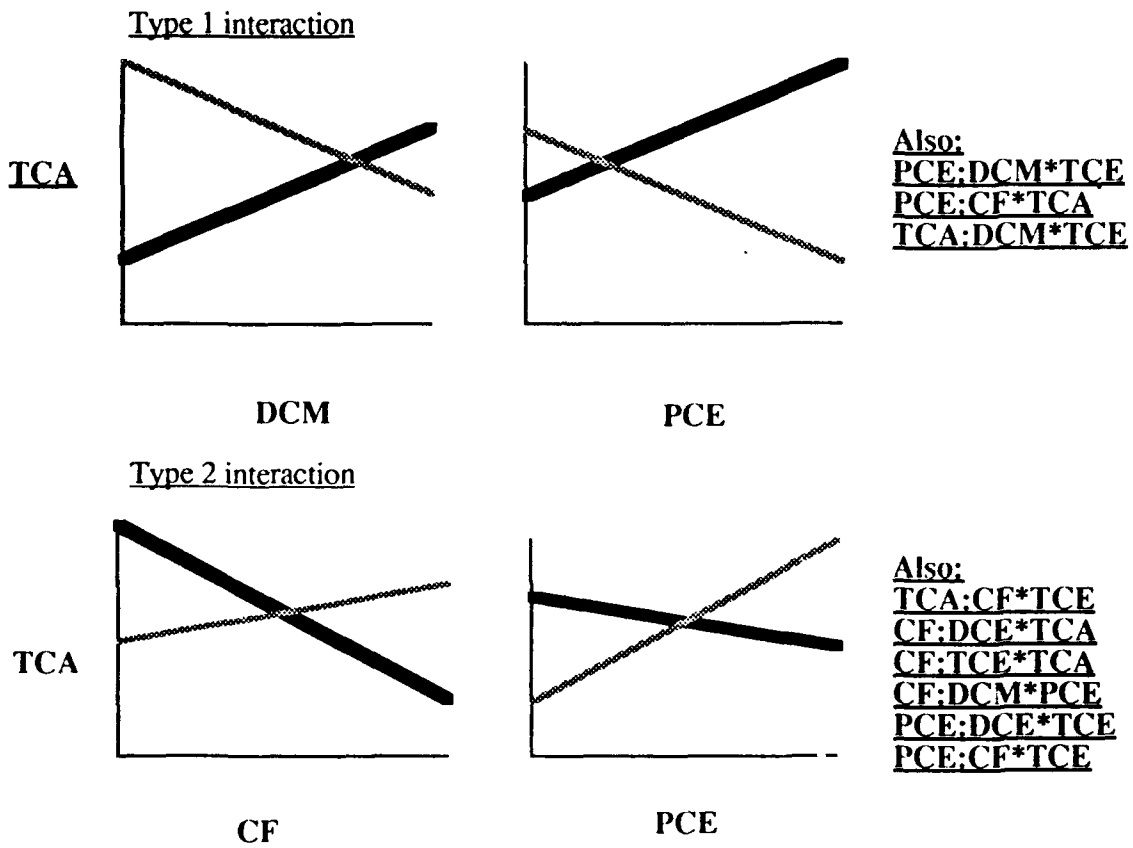 Type 1 interaction
TCA
Also:
PCE:DCM*TCE
PCE:CF*TCA
TCA:DCM*TCE
DCM
PCE
Type 2 interaction
TCA
Also:
TCA:CF*TCE
CF:DCE*TCA
CF:TCE*TCA
CF:DCM*PCE
PCE:DCE*TCE
PCE:CF*TCE
CF
PCE